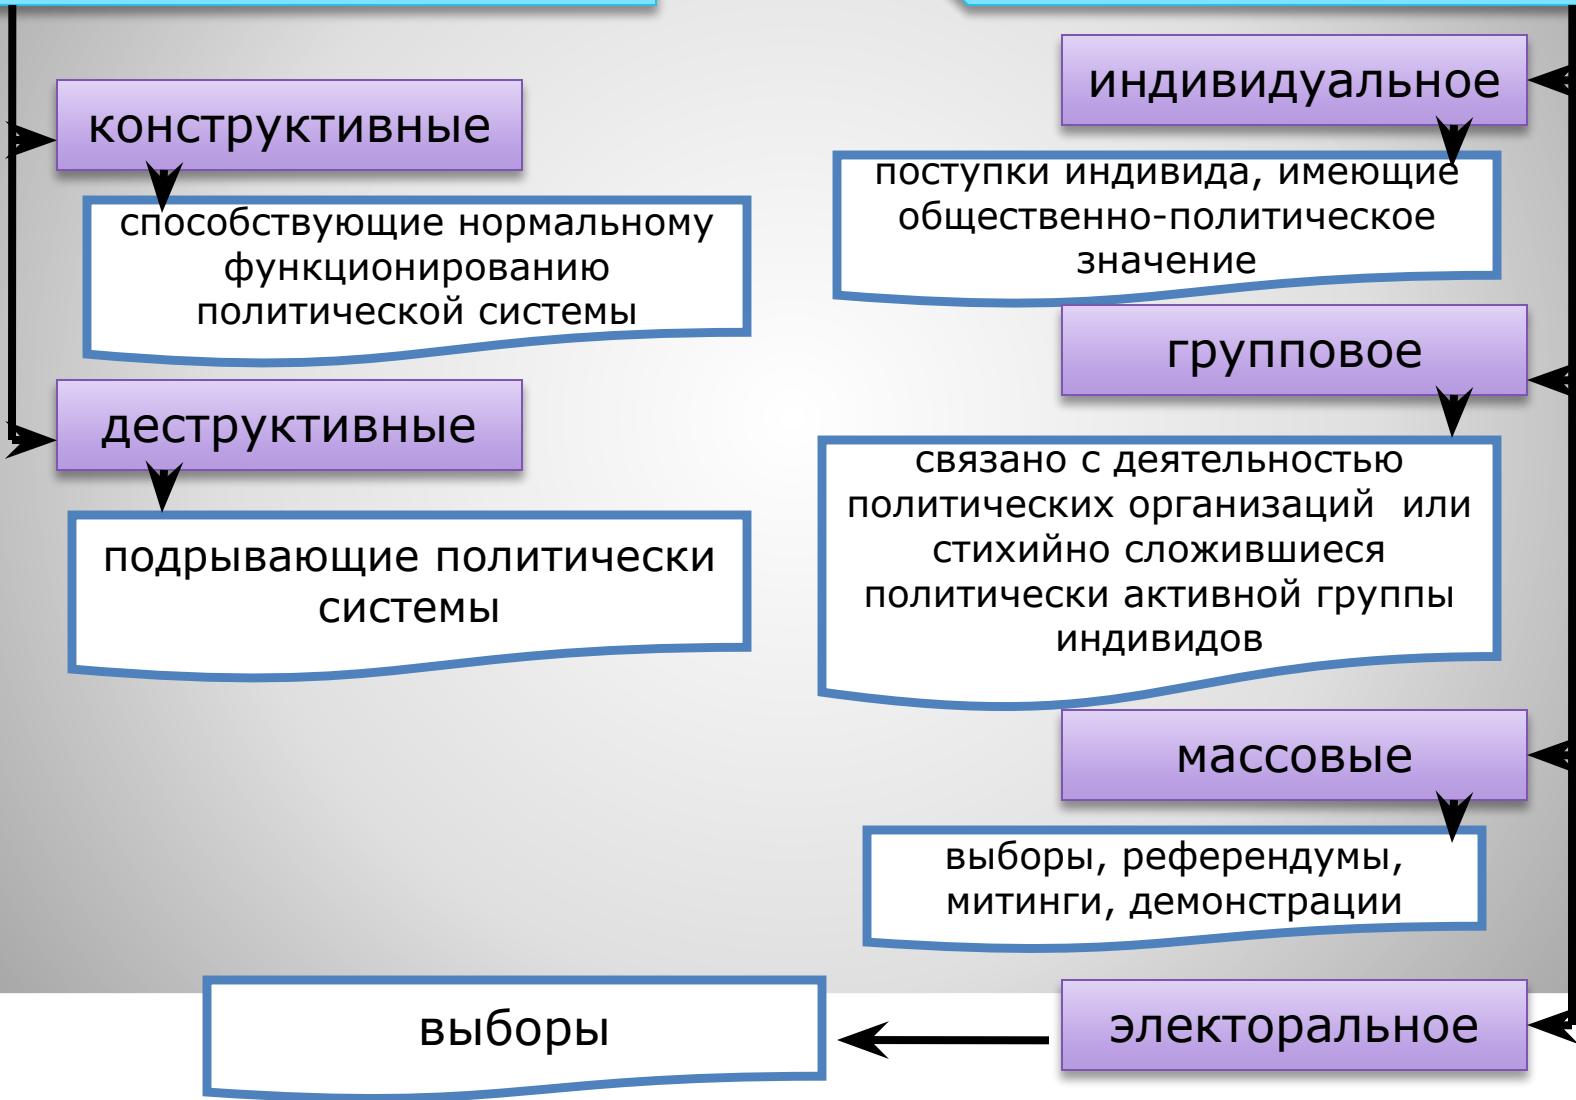 конструктивные
способствующие нормальному
функционированию
политической системы
деструктивные
подрывающие политически
системы
индивидуальное
поступки индивида, имеющие
общественно-политическое
значение
групповое
связано с деятельностью
политических организаций или
стихийно сложившиеся
политически активной группы
индивидов
массовые
выборы, референдумы,
митинги, демонстрации
электоральное
выборы